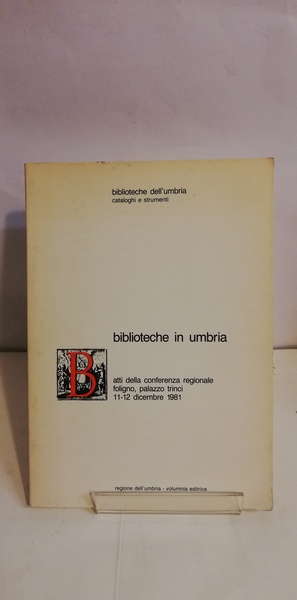 biblioteche dell'umbria
cataloghi e strumenti
biblioteche in umbria
B
atti della conferenza regionale
foligno, palazzo trinci
11-12 dicembre 1981
regione dell'umbria - volumnia editrice